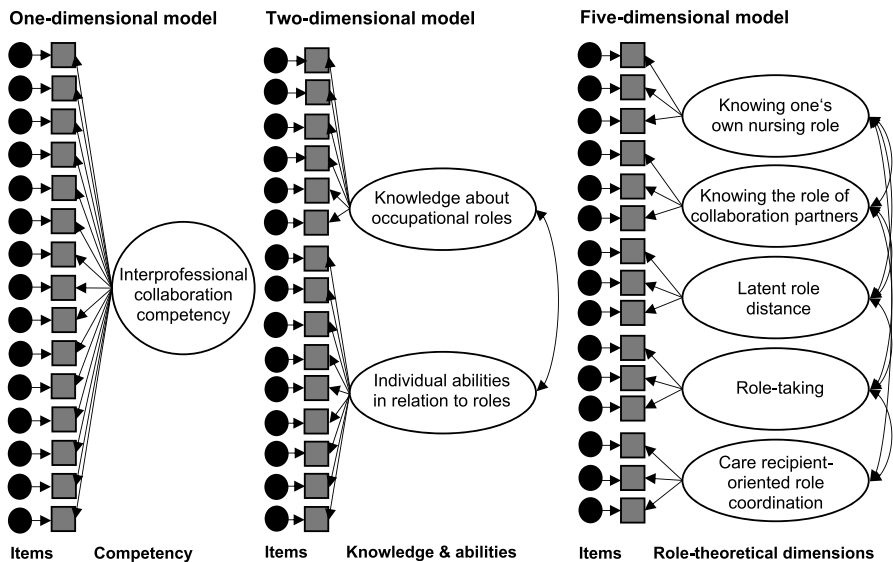 One-dimensional model
Interprofessional
collaboration
competency
Items
Competency
Two-dimensional model
Knowledge about
occupational roles
Individual abilities
in relation to roles
Items
Knowledge & abilities
Five-dimensional model
Knowing one‘s
own nursing role
Knowing the role of
collaboration partners
Latent role
distance
Role-taking
Care recipient-
oriented role
coordination
Items
Role-theoretical dimensions